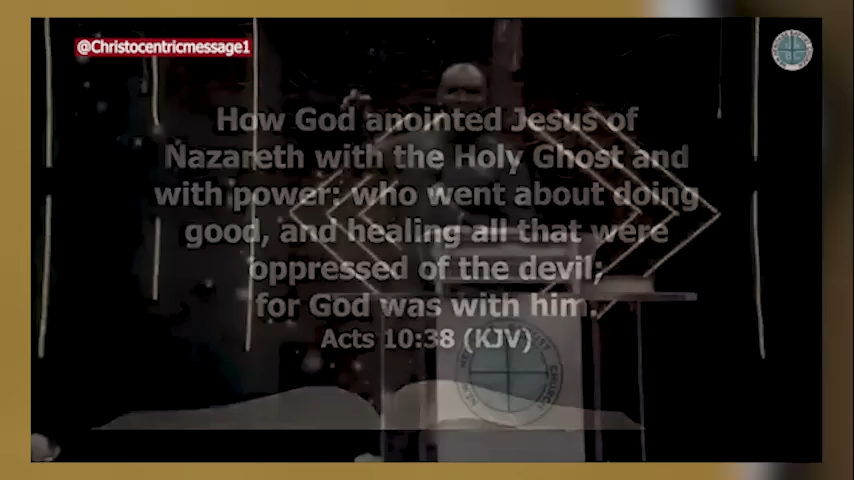 @Christocentricmessage1
How God anointed Jesus of
Nazareth with the Holy Ghost and
with power: who went about doing
good, and healing all that were
oppressed of the devil;
for God was with him.
Acts 10:38 (KJV)